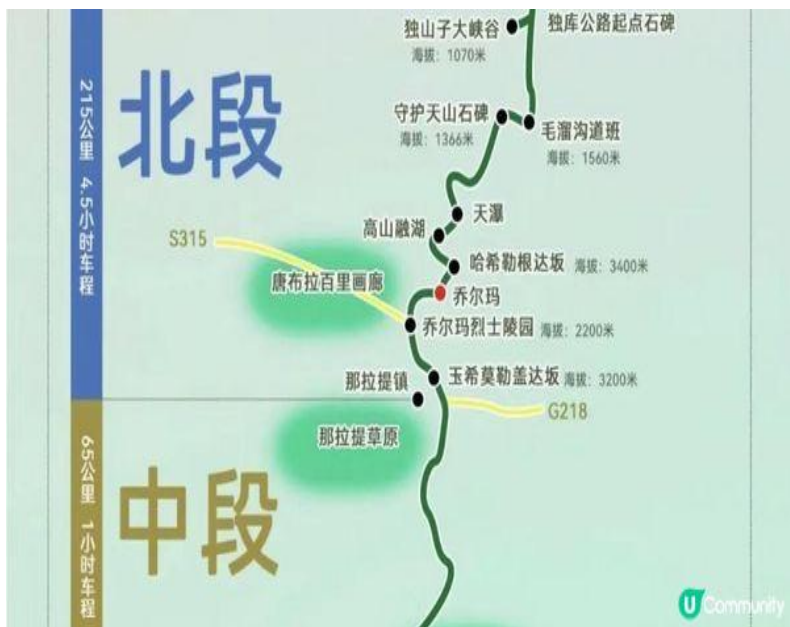 独山子大峡谷
海拔：1070米
独库公路起点石碑
守护天山石碑
海拔：1366米
毛溜沟道班
海拔：1560米
215公里 4.5小时车程
北段
天瀑
高山融湖
S315
哈希勒根达坂 海拔：3400米
唐布拉百里画廊
乔尔玛
乔尔玛烈士陵园 海拔：2200米
玉希莫勒盖达坂 海拔：3200米
那拉提镇
G218
那拉提草原
65公里 1小时车程
中段
U Community